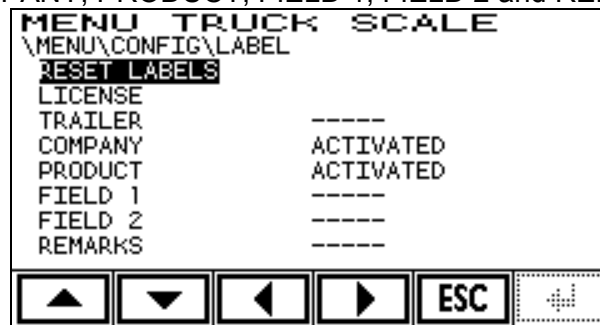 MENU TRUCK SCALE
\MENU\CONFIG\LABEL
RESET LABELS
LICENSE
TRAILER -----
COMPANY ACTIVATED
PRODUCT ACTIVATED
FIELD 1 -----
FIELD 2 -----
REMARKS -----
ESC